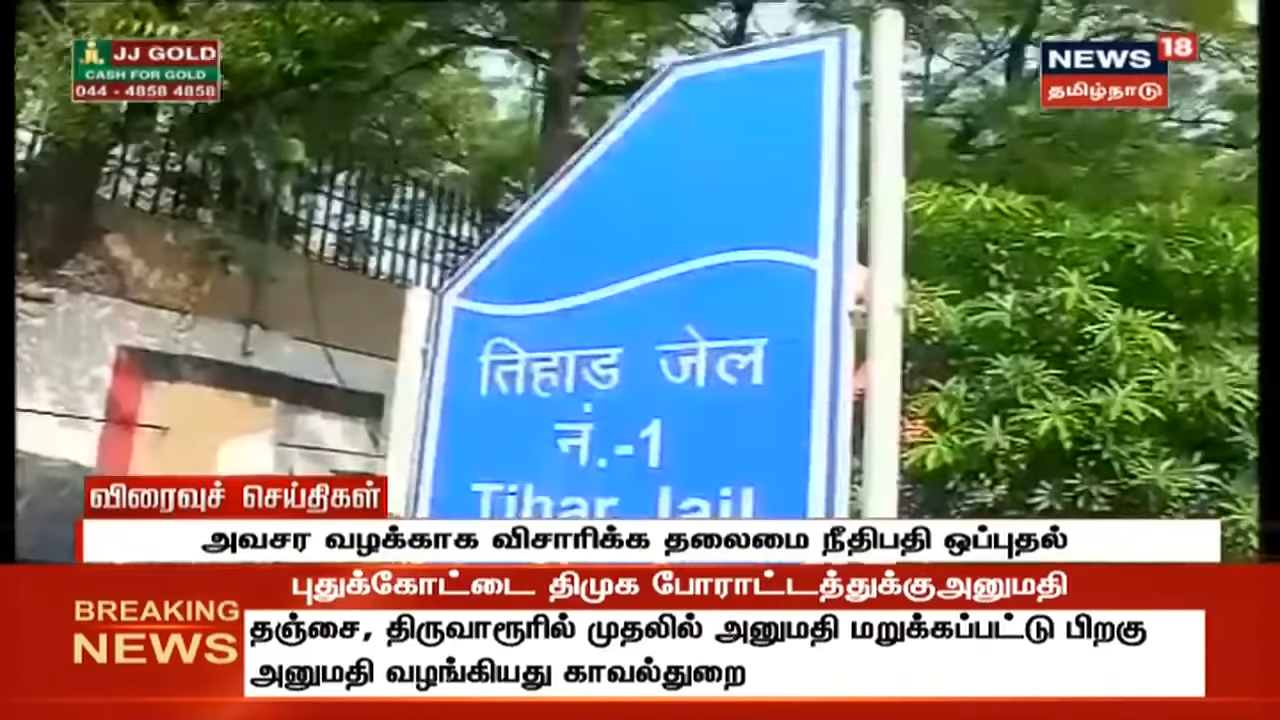 JJ GOLD
CASH FOR GOLD
044 - 4858 4858
NEWS 18
தமிழ்நாடு
तिहाड जेल
नं.-1
Tihar Jail
விரைவுச் செய்திகள்
அவசர வழக்காக விசாரிக்க தலைமை நீதிபதி ஒப்புதல்
புதுக்கோட்டை திமுக போராட்டத்துக்குஅனுமதி
BREAKING
NEWS
தஞ்சை, திருவாரூரில் முதலில் அனுமதி மறுக்கப்பட்டு பிறகு
அனுமதி வழங்கியது காவல்துறை